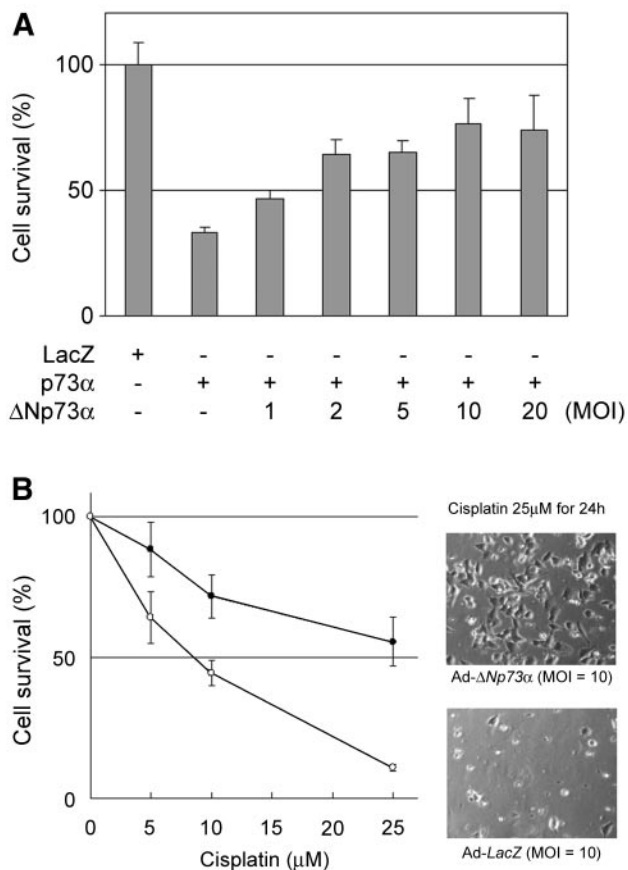 A
Cell survival (%)
100
50
0
LacZ + - - - - - -
p73α - + + + + + +
ΔNp73α - - 1 2 5 10 20 (MOI)
B
Cell survival (%)
100
50
0
0 5 10 15 20 25
Cisplatin (μM)
Cisplatin 25μM for 24h
Ad-ΔNp73α (MOI = 10)
Ad-LacZ (MOI = 10)